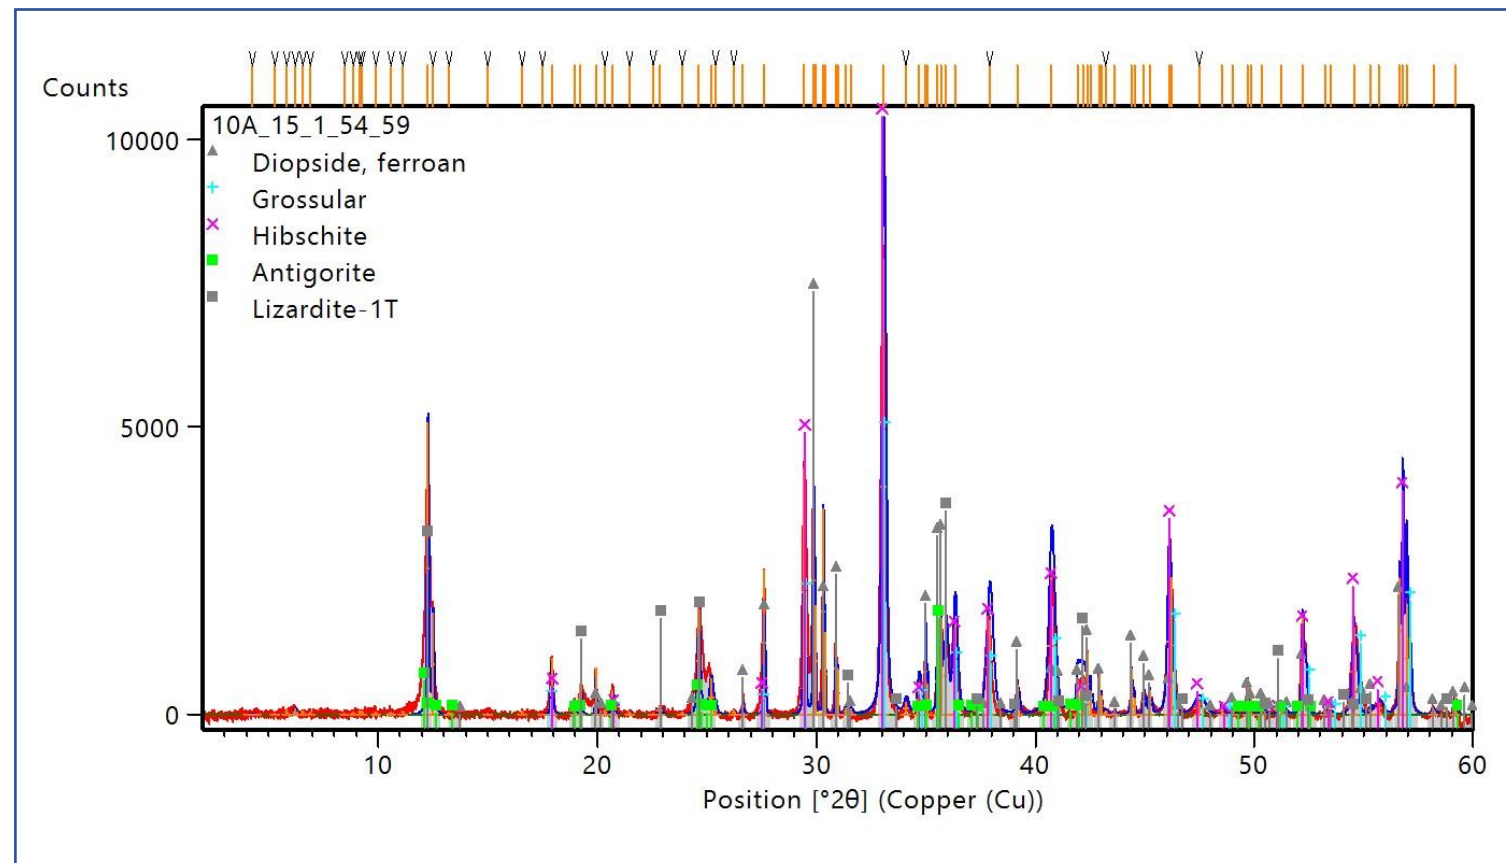 Counts
10A_15_1_54_59
10000
Diopside, ferroan
Grossular
Hibschite
Antigorite
Lizardite-1T
5000
0
10 20 30 40 50 60
Position [°2θ] (Copper (Cu))